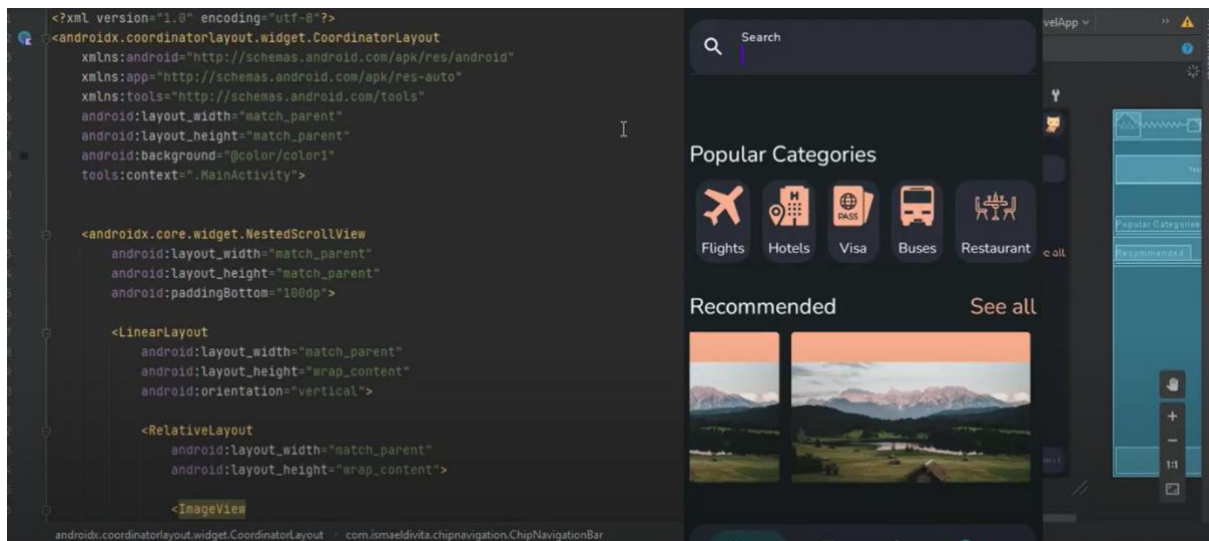 <?xml version="1.0" encoding="utf-8"?>
<androidx.coordinatorlayout.widget.CoordinatorLayout
xmlns:android="http://schemas.android.com/apk/res/android"
xmlns:app="http://schemas.android.com/apk/res-auto"
xmlns:tools="http://schemas.android.com/tools"
android:layout_width="match_parent"
android:layout_height="match_parent"
android:background="@color/color1"
tools:context=".MainActivity">
<androidx.core.widget.NestedScrollView
android:layout_width="match_parent"
android:layout_height="match_parent"
android:paddingBottom="100dp">
<LinearLayout
android:layout_width="match_parent"
android:layout_height="wrap_content"
android:orientation="vertical">
<RelativeLayout
android:layout_width="match_parent"
android:layout_height="wrap_content">
<ImageView
androidx.coordinatorlayout.widget.CoordinatorLayout > com.ismaeldivita.chipnavigation.ChipNavigationBar
Search
Popular Categories
H
PASS
Flights Hotels Visa Buses Restaurant
Recommended See all
velApp
e all
Popular Categories
Recommended
1:1